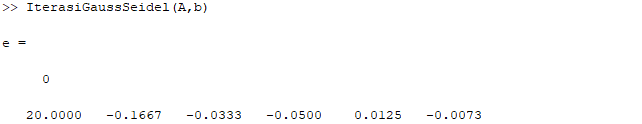 >> IterasiGaussSeidel(A,b)
e =
0
20.0000 -0.1667 -0.0333 -0.0500 0.0125 -0.0073